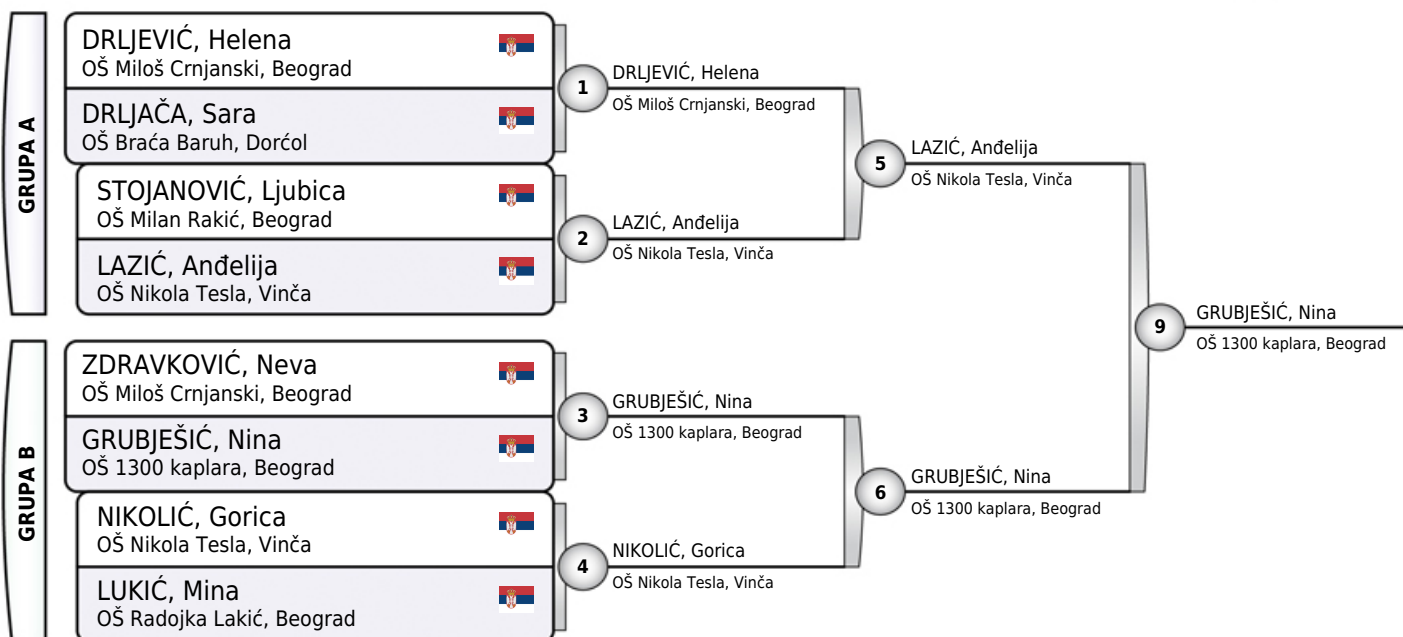 GRUPA A
DRLJEVIĆ, Helena
OŠ Miloš Crnjanski, Beograd
DRLJAČA, Sara
OŠ Braća Baruh, Dorćol
STOJANOVIĆ, Ljubica
OŠ Milan Rakić, Beograd
LAZIĆ, Anđelija
OŠ Nikola Tesla, Vinča
GRUPA B
ZDRAVKOVIĆ, Neva
OŠ Miloš Crnjanski, Beograd
GRUBJEŠIĆ, Nina
OŠ 1300 kaplara, Beograd
NIKOLIĆ, Gorica
OŠ Nikola Tesla, Vinča
LUKIĆ, Mina
OŠ Radojka Lakić, Beograd
1
DRLJEVIĆ, Helena
OŠ Miloš Crnjanski, Beograd
2
LAZIĆ, Anđelija
OŠ Nikola Tesla, Vinča
3
GRUBJEŠIĆ, Nina
OŠ 1300 kaplara, Beograd
4
NIKOLIĆ, Gorica
OŠ Nikola Tesla, Vinča
5
LAZIĆ, Anđelija
OŠ Nikola Tesla, Vinča
6
GRUBJEŠIĆ, Nina
OŠ 1300 kaplara, Beograd
9
GRUBJEŠIĆ, Nina
OŠ 1300 kaplara, Beograd